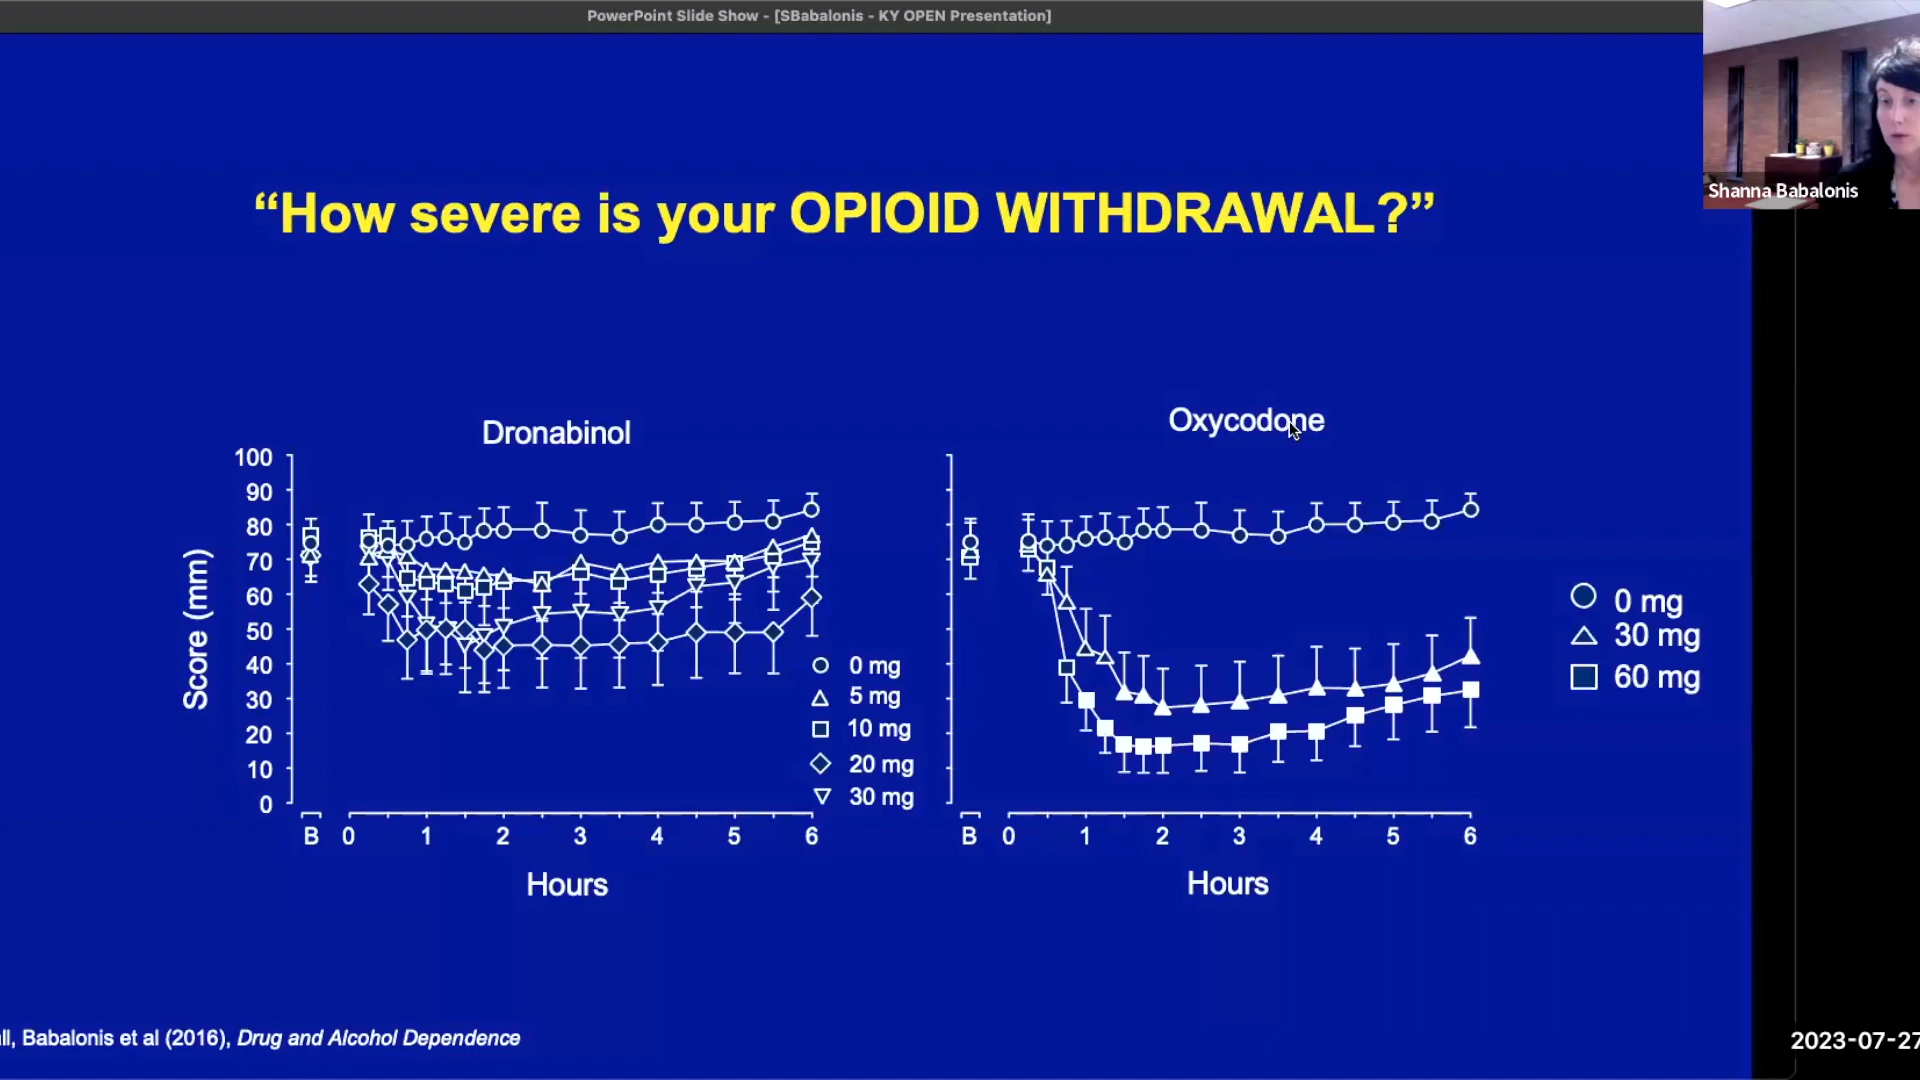 PowerPoint Slide Show - [SBabalonis - KY OPEN Presentation]
Shanna Babalonis
“How severe is your OPIOID WITHDRAWAL?”
Dronabinol
Oxycodone
Score (mm)
100
90
80
70
60
50
40
30
20
10
0
0 mg
5 mg
10 mg
20 mg
30 mg
0 mg
30 mg
60 mg
B 0 1 2 3 4 5 6
B 0 1 2 3 4 5 6
Hours
Hours
ll, Babalonis et al (2016), Drug and Alcohol Dependence
2023-07-27